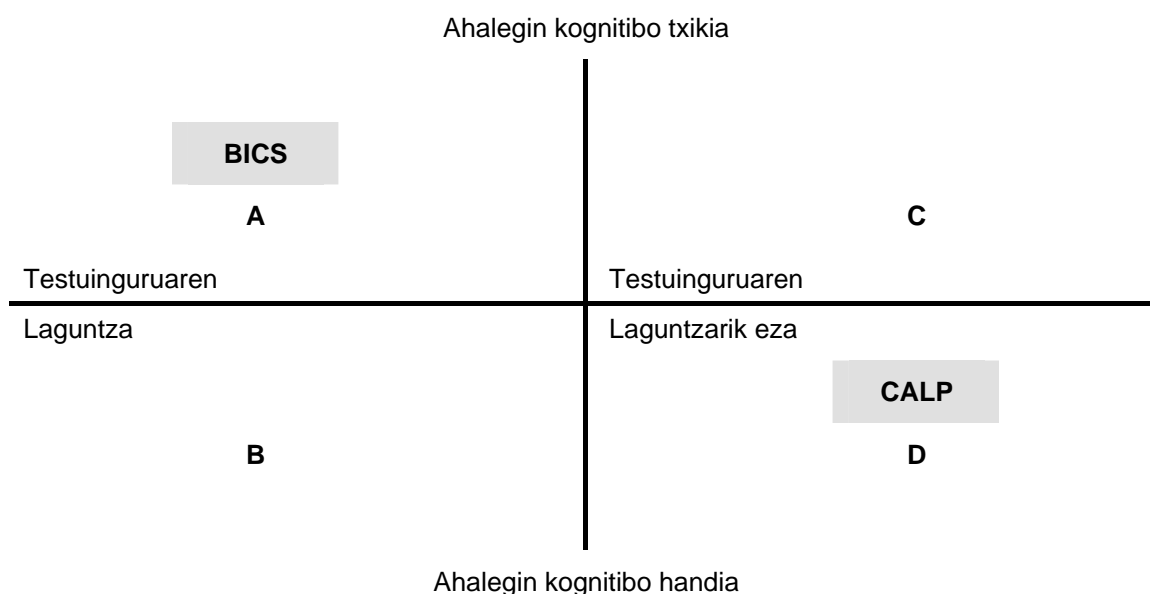 Ahalegin kognitibo txikia
BICS
A
C
Testuinguruaren
Testuinguruaren
Laguntza
Laguntzarik eza
CALP
B
D
Ahalegin kognitibo handia